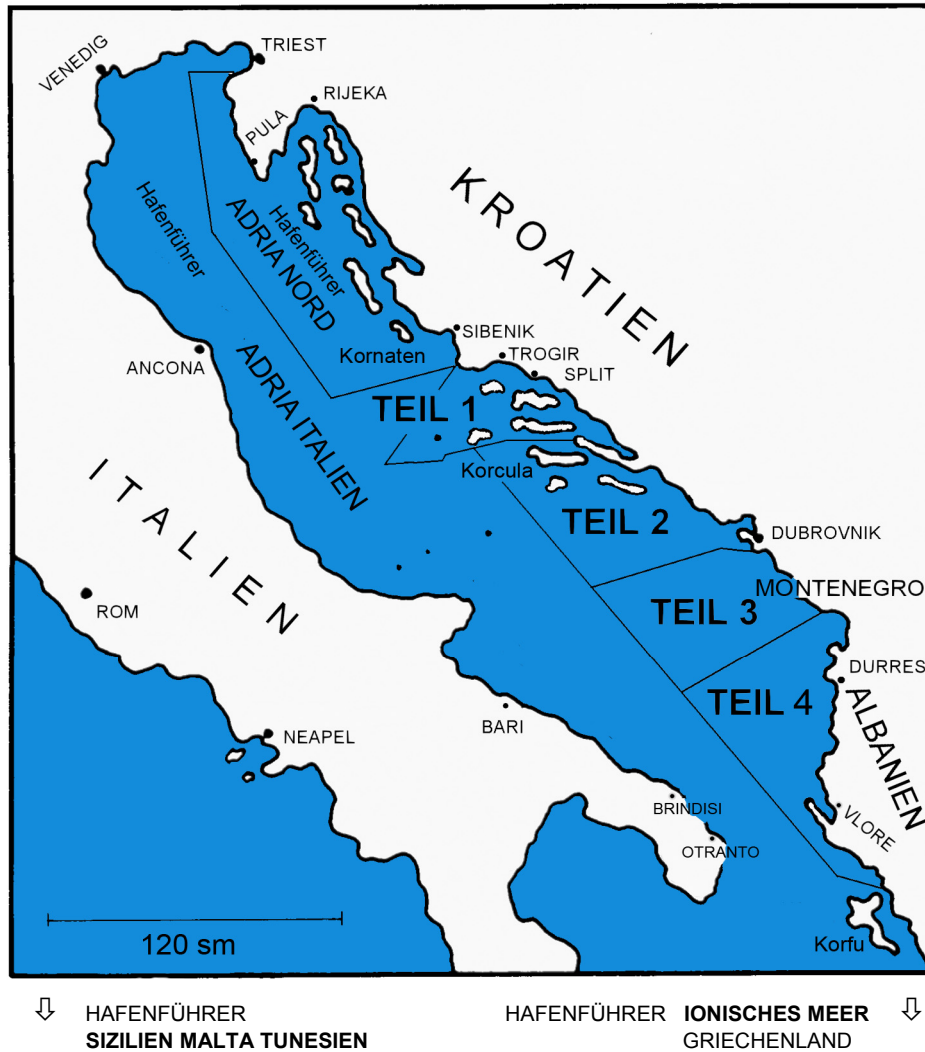 TRIEST
VENEDIG
RIJEKA
PULA
KROATIEN
Hafenführer
ADRIA NORD
Hafenführer
SIBENIK
Kornaten
TROGIR
ANCONA
SPLIT
ADRIA ITALIEN
TEIL 1
Korcula
ITALIEN
TEIL 2
DUBROVNIK
MONTENEGRO
ROM
TEIL 3
DURRES
TEIL 4
ALBANIEN
BARI
NEAPEL
BRINDISI
VLORE
OTRANTO
120 sm
Korfu
⇩ HAFENFÜHRER
SIZILIEN MALTA TUNESIEN
HAFENFÜHRER IONISCHES MEER ⇩
GRIECHENLAND